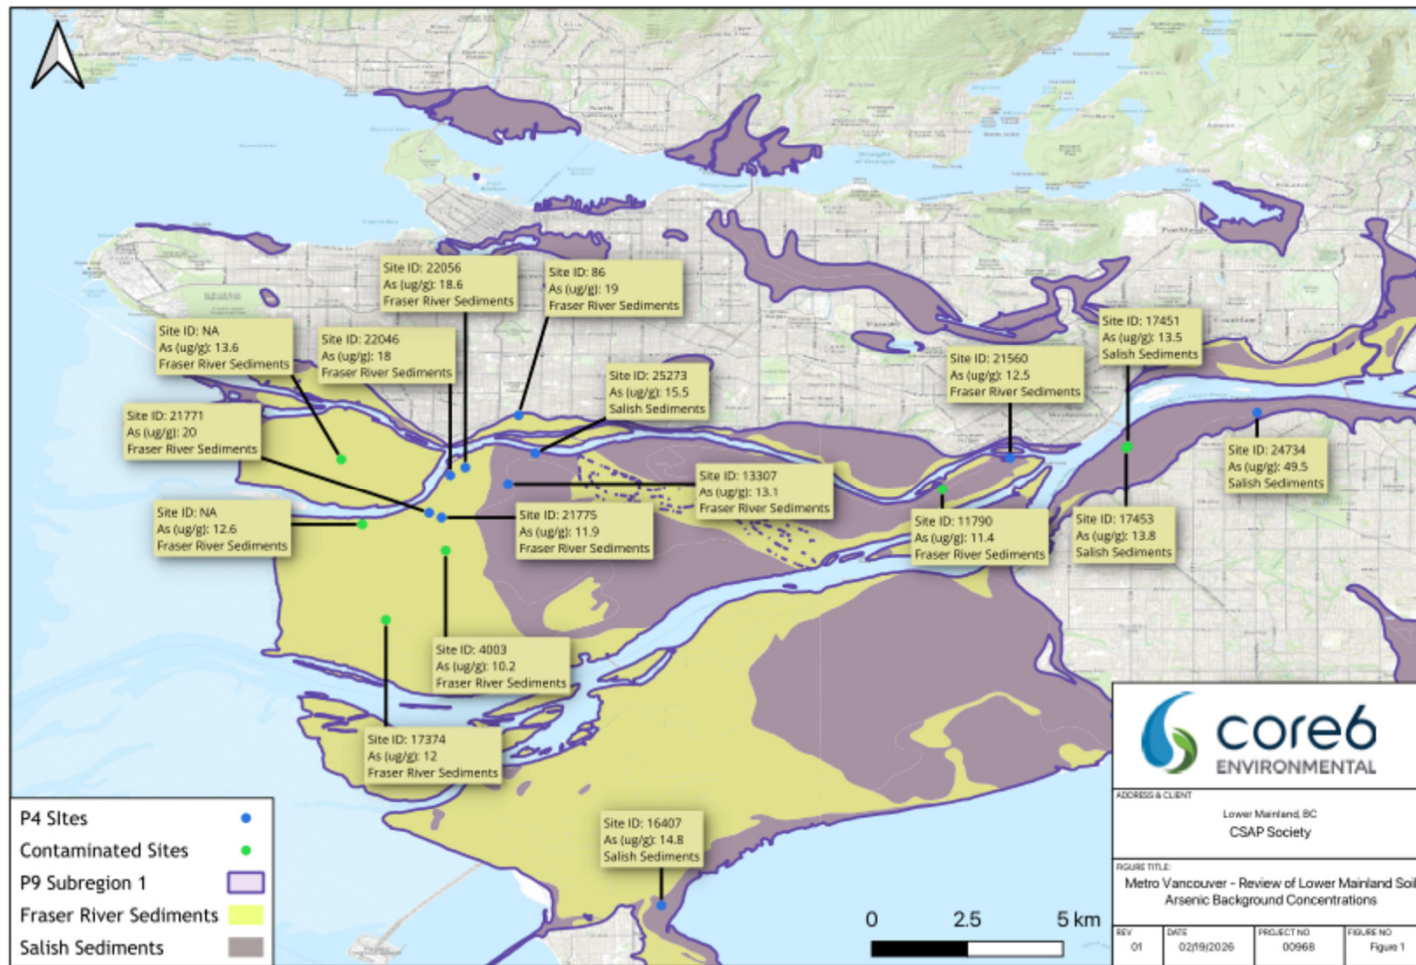 Site ID: 22056
As (ug/g): 18.6
Fraser River Sediments
Site ID: 86
As (ug/g): 19
Fraser River Sediments
Site ID: NA
As (ug/g): 13.6
Fraser River Sediments
Site ID: 22046
As (ug/g): 18
Fraser River Sediments
Site ID: 17451
As (ug/g): 13.5
Salish Sediments
Site ID: 21560
As (ug/g): 12.5
Fraser River Sediments
Site ID: 25273
As (ug/g): 15.5
Salish Sediments
Site ID: 21771
As (ug/g): 20
Fraser River Sediments
Site ID: 24734
As (ug/g): 49.5
Salish Sediments
Site ID: 13307
As (ug/g): 13.1
Fraser River Sediments
Site ID: NA
As (ug/g): 12.6
Fraser River Sediments
Site ID: 21775
As (ug/g): 11.9
Fraser River Sediments
Site ID: 11790
As (ug/g): 11.4
Fraser River Sediments
Site ID: 17453
As (ug/g): 13.8
Salish Sediments
Site ID: 4003
As (ug/g): 10.2
Fraser River Sediments
Site ID: 17374
As (ug/g): 12
Fraser River Sediments
Site ID: 16407
As (ug/g): 14.8
Salish Sediments
P4 SItes
Contaminated Sites
P9 Subregion 1
Fraser River Sediments
Salish Sediments
0 2.5 5 km
core6
ENVIRONMENTAL
ADDRESS & CLIENT
Lower Mainland, BC
CSAP Society
FIGURE TITLE:
Metro Vancouver - Review of Lower Mainland Soil
Arsenic Background Concentrations
REV DATE PROJECT NO FIGURE NO
01 02/19/2026 00968 Figure 1